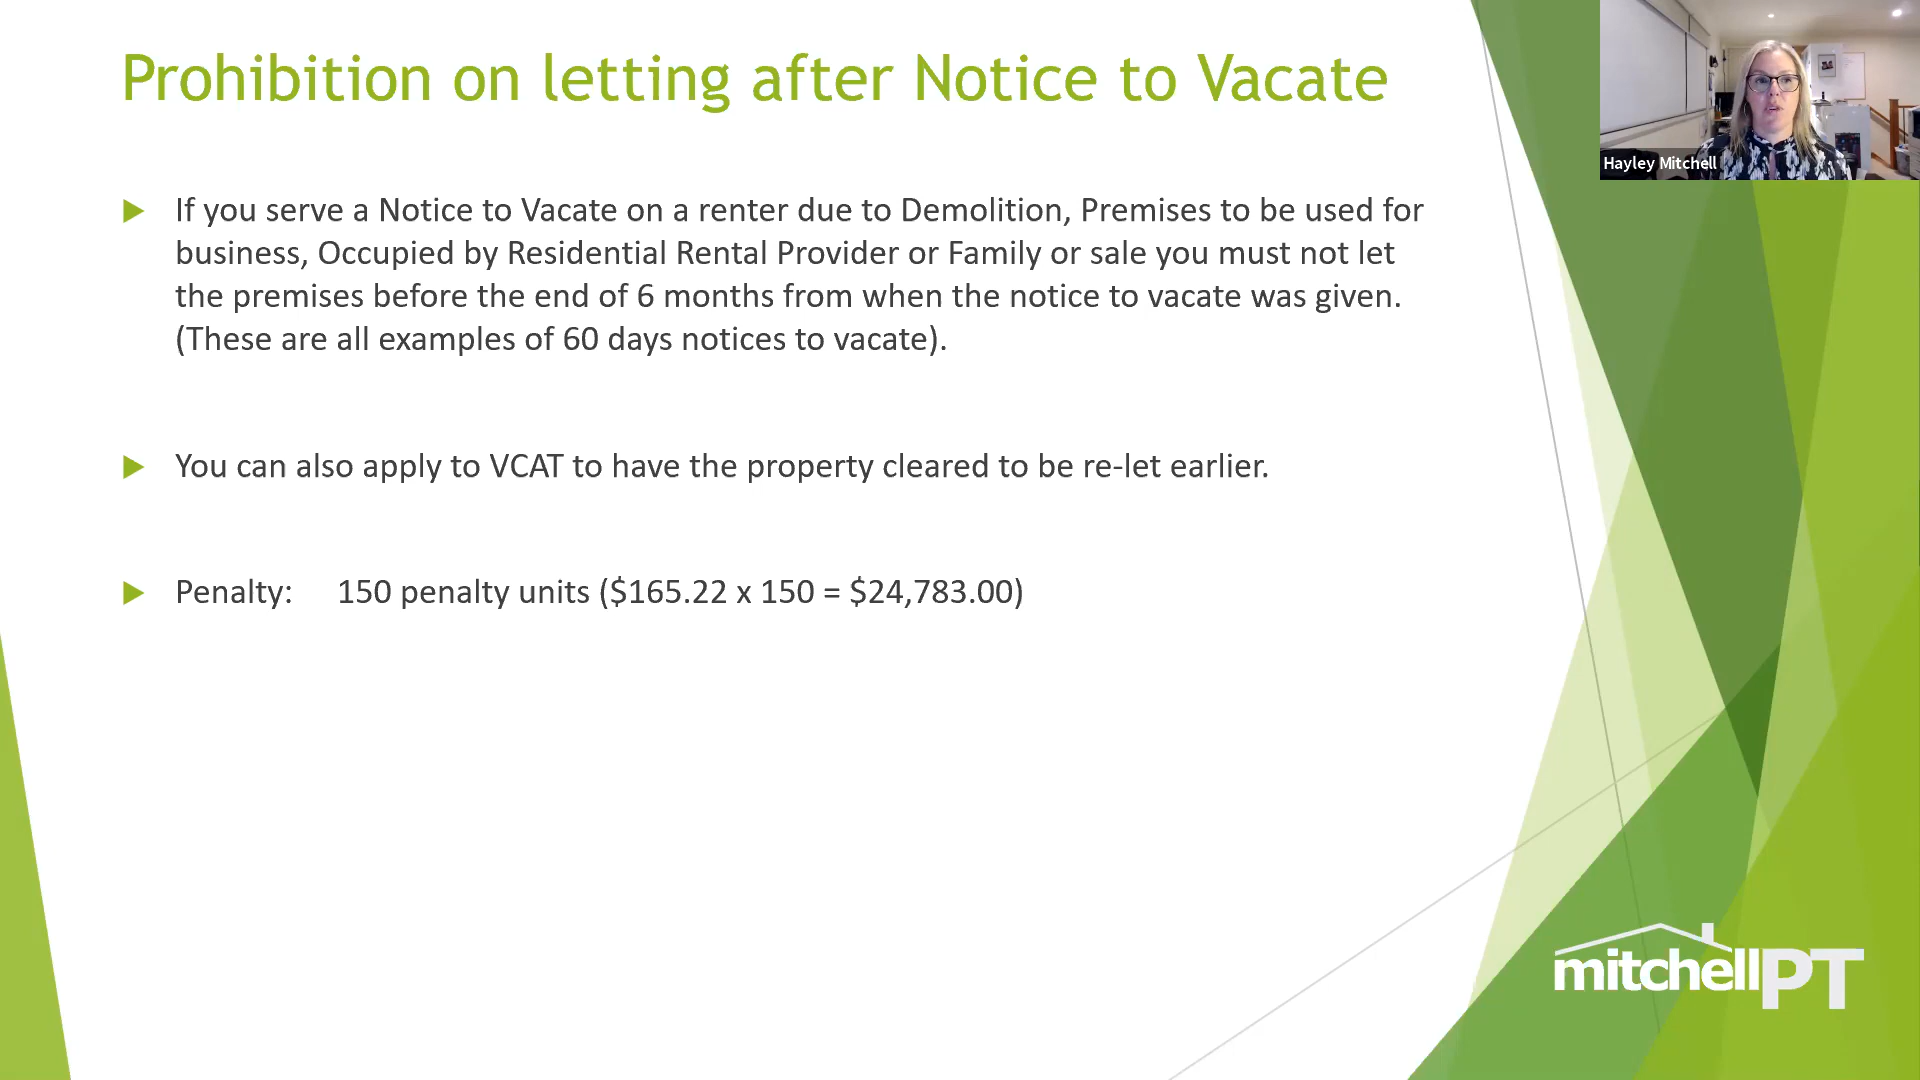 Prohibition on letting after Notice to Vacate
Hayley Mitchell
If you serve a Notice to Vacate on a renter due to Demolition, Premises to be used for
business, Occupied by Residential Rental Provider or Family or sale you must not let
the premises before the end of 6 months from when the notice to vacate was given.
(These are all examples of 60 days notices to vacate).
You can also apply to VCAT to have the property cleared to be re-let earlier.
Penalty: 150 penalty units ($165.22 x 150 = $24,783.00)
mitchellPT